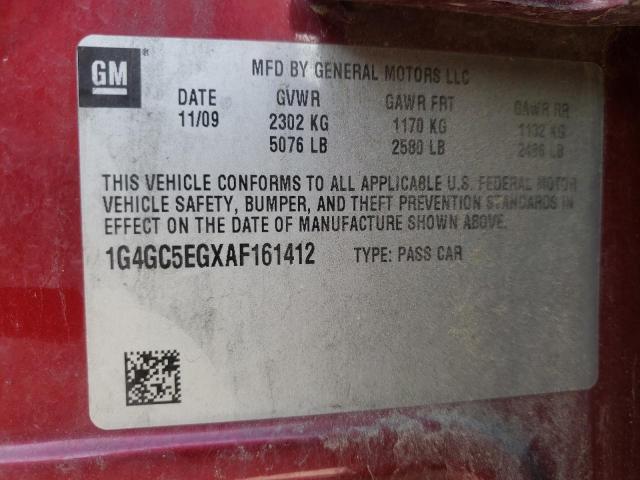 GM ®
MFD BY GENERAL MOTORS LLC
DATE GVWR GAWR FRT GAWR RR
11/09 2302 KG 1170 KG 1132 KG
5076 LB 2580 LB 2496 LB
THIS VEHICLE CONFORMS TO ALL APPLICABLE U.S. FEDERAL MOTOR
VEHICLE SAFETY, BUMPER, AND THEFT PREVENTION STANDARDS IN
EFFECT ON THE DATE OF MANUFACTURE SHOWN ABOVE.
1G4GC5EGXAF161412 TYPE: PASS CAR